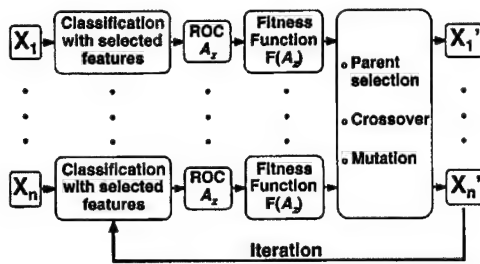 X1
Classification
with selected
features
ROC
Az
Fitness
Function
F(Az)
Parent
selection
Crossover
Mutation
X1'
Xn
Classification
with selected
features
ROC
Az
Fitness
Function
F(Az)
Xn'
Iteration